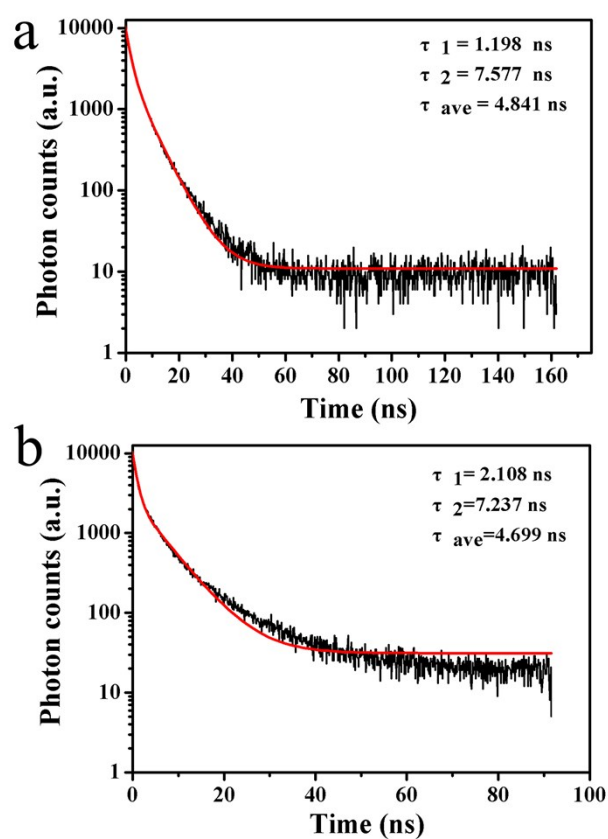 a
10000
1000
100
10
1
Photon counts (a.u.)
τ 1 = 1.198 ns
τ 2 = 7.577 ns
τ ave = 4.841 ns
0 20 40 60 80 100 120 140 160
Time (ns)
b
10000
1000
100
10
1
Photon counts (a.u.)
τ 1= 2.108 ns
τ 2=7.237 ns
τ ave=4.699 ns
0 20 40 60 80 100
Time (ns)